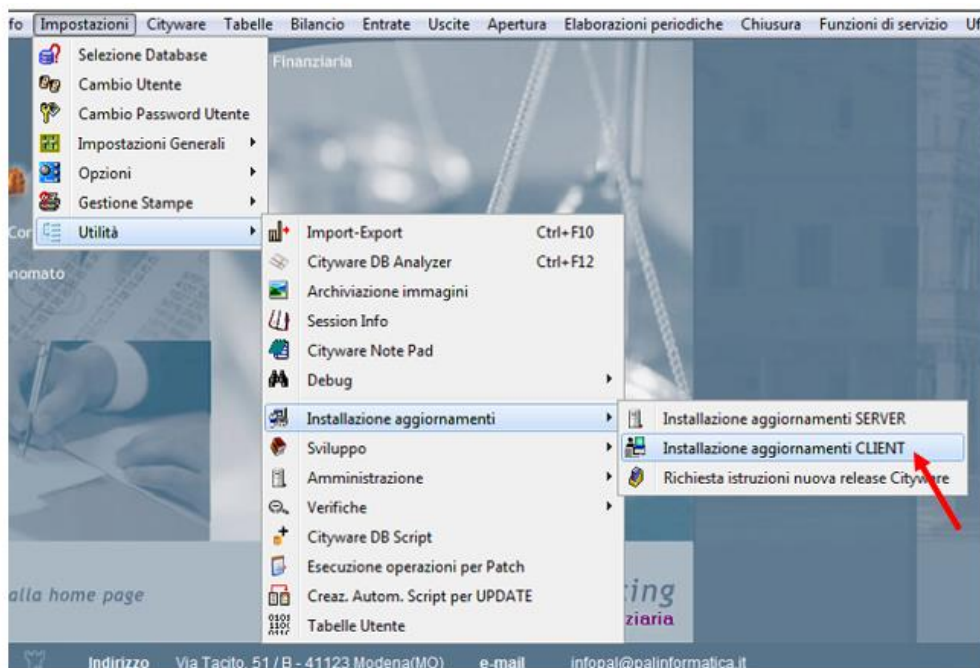 fo Impostazioni Cityware Tabelle Bilancio Entrate Uscite Apertura Elaborazioni periodiche Chiusura Funzioni di servizio Uf
Selezione Database
Finanziaria
Cambio Utente
Cambio Password Utente
Impostazioni Generali
Opzioni
Gestione Stampe
Cor
Utilità
nomato
Import-Export Ctrl+F10
Cityware DB Analyzer Ctrl+F12
Archiviazione immagini
Session Info
Cityware Note Pad
Debug
Installazione aggiornamenti
Installazione aggiornamenti SERVER
Sviluppo
Installazione aggiornamenti CLIENT
Amministrazione
Richiesta istruzioni nuova release Cityware
Verifiche
Cityware DB Script
Esecuzione operazioni per Patch
alla home page
Creaz. Autom. Script per UPDATE
ing
ziaria
Tabelle Utente
Indirizzo Via Tacito, 51 / B - 41123 Modena(MO) e-mail infopal@palinformatica.it